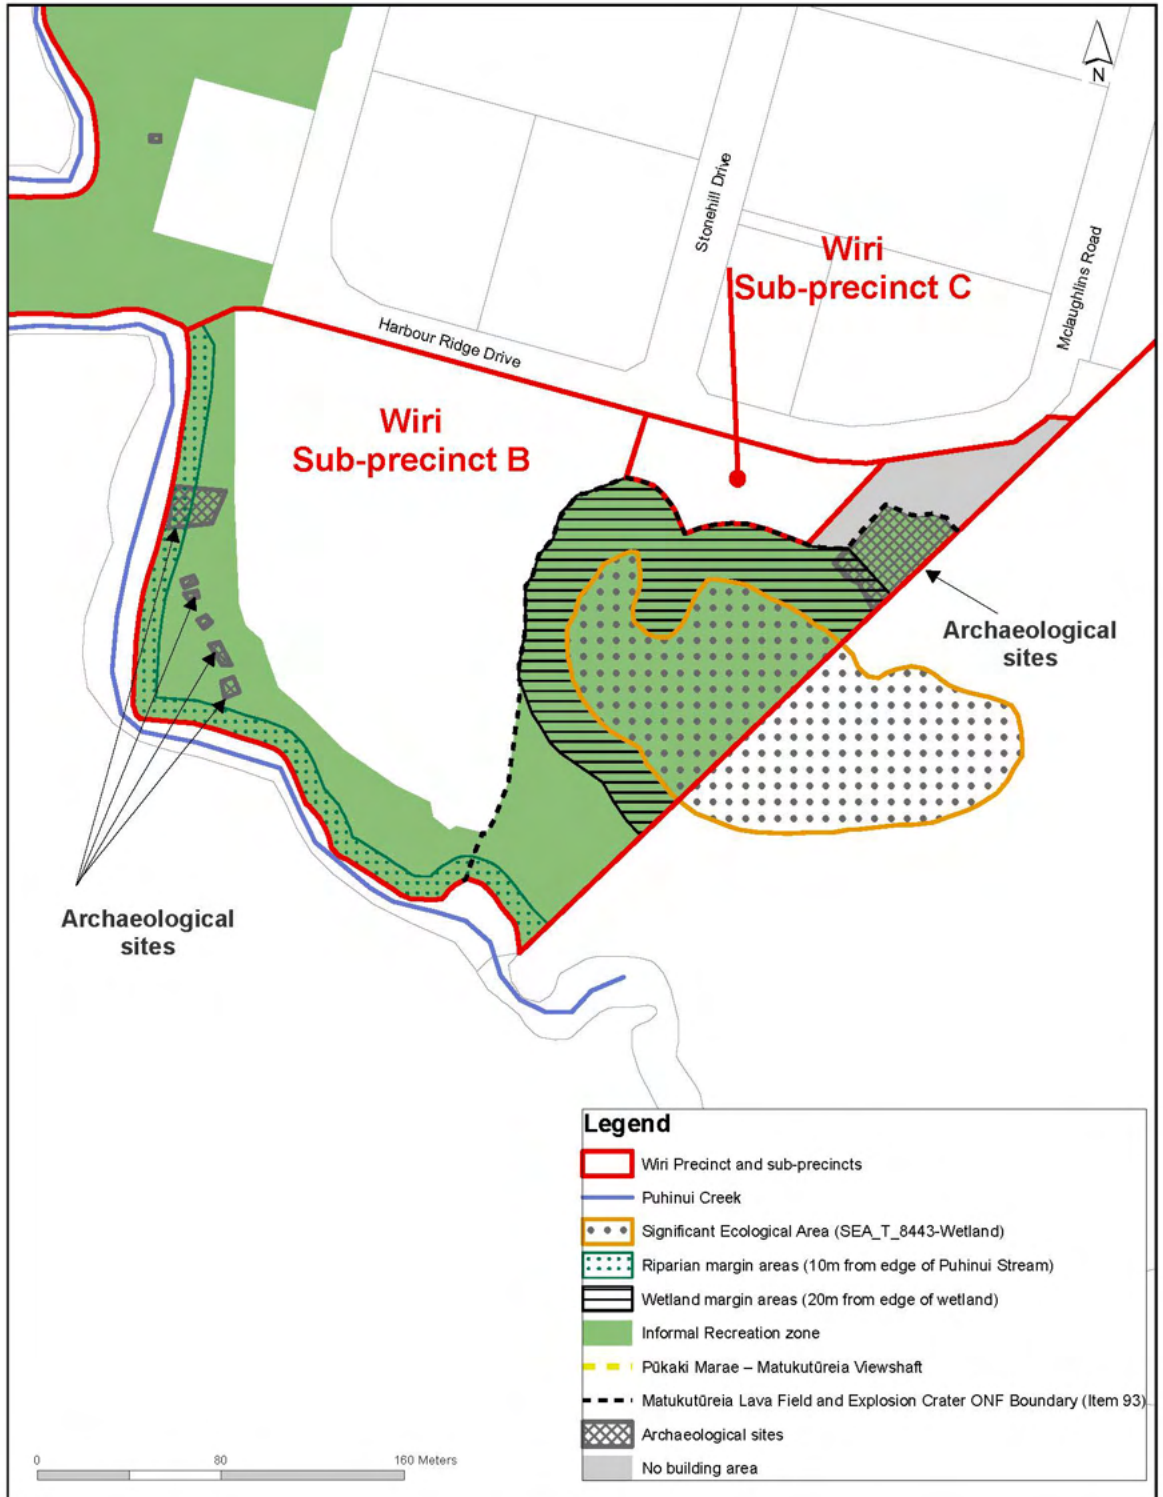 N
Stonehill Drive
Wiri
Sub-precinct C
Mclaughlins Road
Harbour Ridge Drive
Wiri
Sub-precinct B
Archaeological
sites
Archaeological
sites
Legend
Wiri Precinct and sub-precincts
Puhinui Creek
Significant Ecological Area (SEA_T_8443-Wetland)
Riparian margin areas (10m from edge of Puhinui Stream)
Wetland margin areas (20m from edge of wetland)
Informal Recreation zone
Pūkaki Marae – Matukutūreia Viewshaft
Matukutūreia Lava Field and Explosion Crater ONF Boundary (Item 93)
Archaeological sites
No building area
0 80 160 Meters